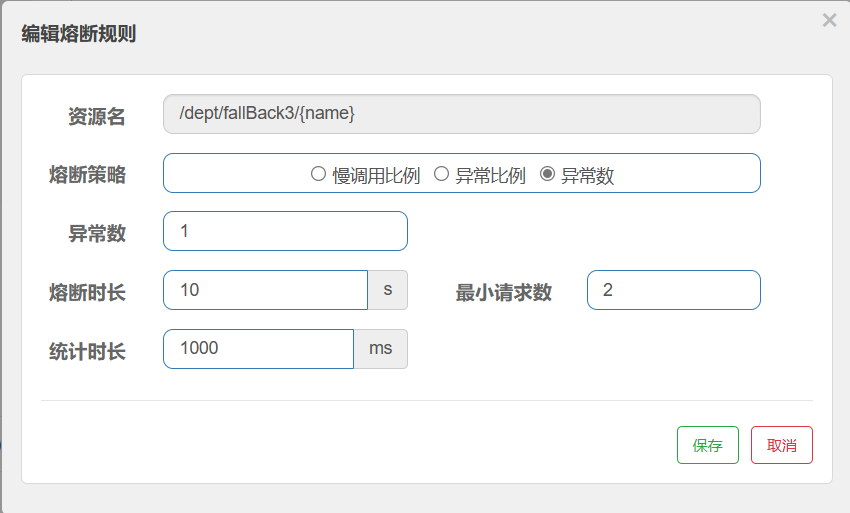 编辑熔断规则
×
资源名 /dept/fallBack3/{name}
熔断策略 慢调用比例 异常比例 异常数
异常数 1
熔断时长 10 s 最小请求数 2
统计时长 1000 ms
保存 取消